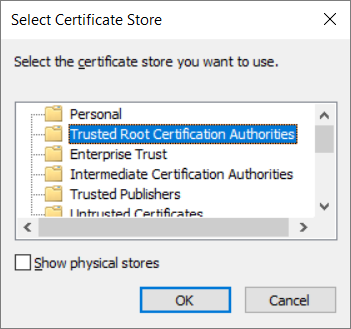 Select Certificate Store
Select the certificate store you want to use.
Personal
Trusted Root Certification Authorities
Enterprise Trust
Intermediate Certification Authorities
Trusted Publishers
Untrusted Certificates
Show physical stores
OK
Cancel